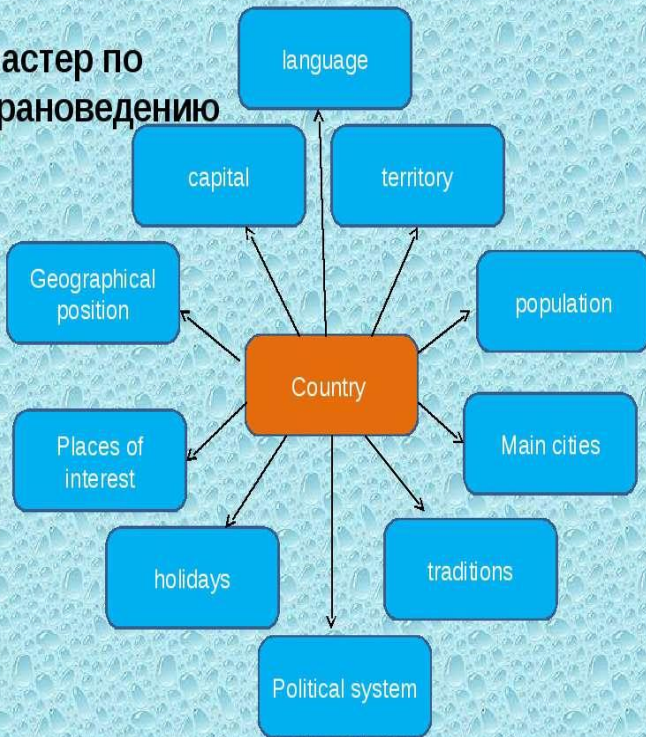 астер по
рановедению
language
capital
territory
Geographical
position
population
Country
Places of
interest
Main cities
holidays
traditions
Political system